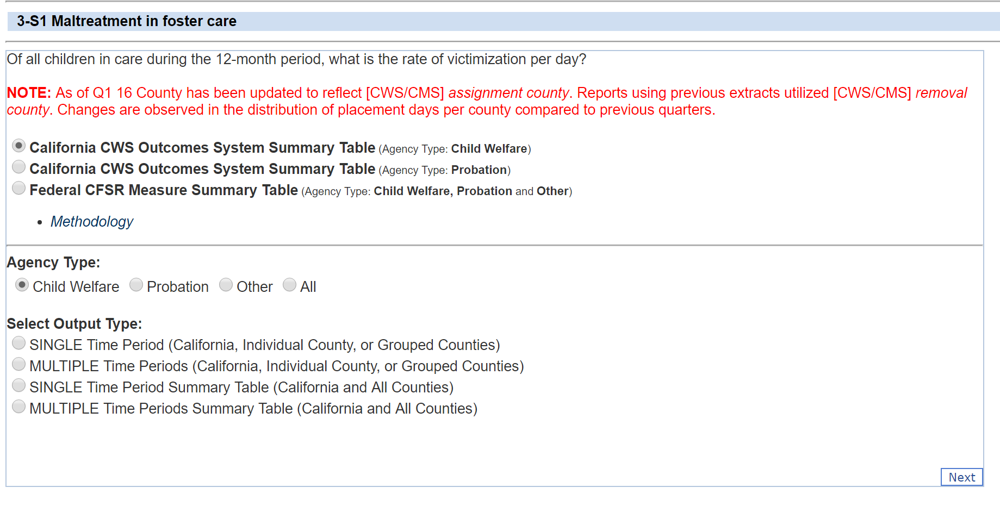 3-S1 Maltreatment in foster care
Of all children in care during the 12-month period, what is the rate of victimization per day?
NOTE: As of Q1 16 County has been updated to reflect [CWS/CMS] assignment county. Reports using previous extracts utilized [CWS/CMS] removal
county. Changes are observed in the distribution of placement days per county compared to previous quarters.
California CWS Outcomes System Summary Table (Agency Type: Child Welfare)
California CWS Outcomes System Summary Table (Agency Type: Probation)
Federal CFSR Measure Summary Table (Agency Type: Child Welfare, Probation and Other)
• Methodology
Agency Type:
Child Welfare Probation Other All
Select Output Type:
SINGLE Time Period (California, Individual County, or Grouped Counties)
MULTIPLE Time Periods (California, Individual County, or Grouped Counties)
SINGLE Time Period Summary Table (California and All Counties)
MULTIPLE Time Periods Summary Table (California and All Counties)
Next